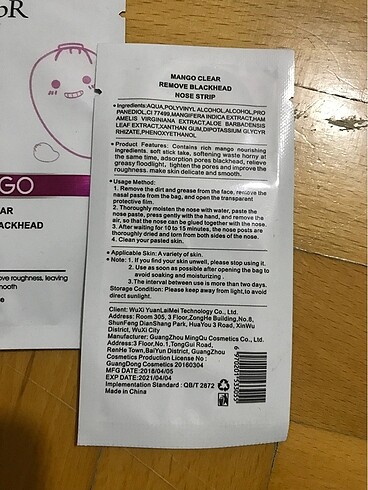 bR
GO
AR
ACKHEAD
ove roughness, leaving
mooth
e
MANGO CLEAR
REMOVE BLACKHEAD
NOSE STRIP
● Ingredients:AQUA,POLYVINYL ALCOHOL,ALCOHOL,PRO
PANEDIOL,CI 77499,MANGIFERA INDICA EXTRACT,HAM
AMELIS VIRGINIANA EXTRACT,ALOE BARBADENSIS
LEAF EXTRACT,XANTHAN GUM,DIPOTASSIUM GLYCYR
RHIZATE,PHENOXYETHANOL
● Product Features: Contains rich mango nourishing
ingredients. soft stick take, softening waste horny at
the same time, adsorption pores blackhead, relieve
greasy floodlight, tighten the pores and improve the
roughness. make skin delicate and smooth.
● Usage Method:
1. Remove the dirt and grease from the face, remove the
nasal paste from the bag, and open the transparent
protective film.
2. Thoroughly moisten the nose with water, paste the
nose paste, press gently with the hand, and remove the
air, so that the nose can be glued together with the nose.
3. After waiting for 10 to 15 minutes, the nose posts are
thoroughly dried and torn from both sides of the nose.
4. Clean your pasted skin.
● Applicable Skin: A variety of skin.
● Note: 1. If you find your skin unwell, please stop using it.
2. Use as soon as possible after opening the bag to
avoid soaking and moisturizing.
3.The interval between use is more than two days.
Storage Condition: Please keep away from light,to avoid
direct sunlight.
Client: WuXi YuanLaiMei Technology Co., Ltd.
Address: Room 305, 3 Floor,ZongHe Building,No.8,
ShunFeng DianShang Park, HuaYou 3 Road, XinWu
District, WuXi City
Manufacturer: GuangZhou MingQu Cosmetics Co., Ltd.
Address:3 Floor,No.1,TongGui Road,
RenHe Town,BaiYun District, GuangZhou
Cosmetics Production License No :
GuangDong Cosmetics 20160304
MFG DATE:2018/04/05
EXP DATE:2021/04/04
Implementation Standard : QB/T 2872
Made in China